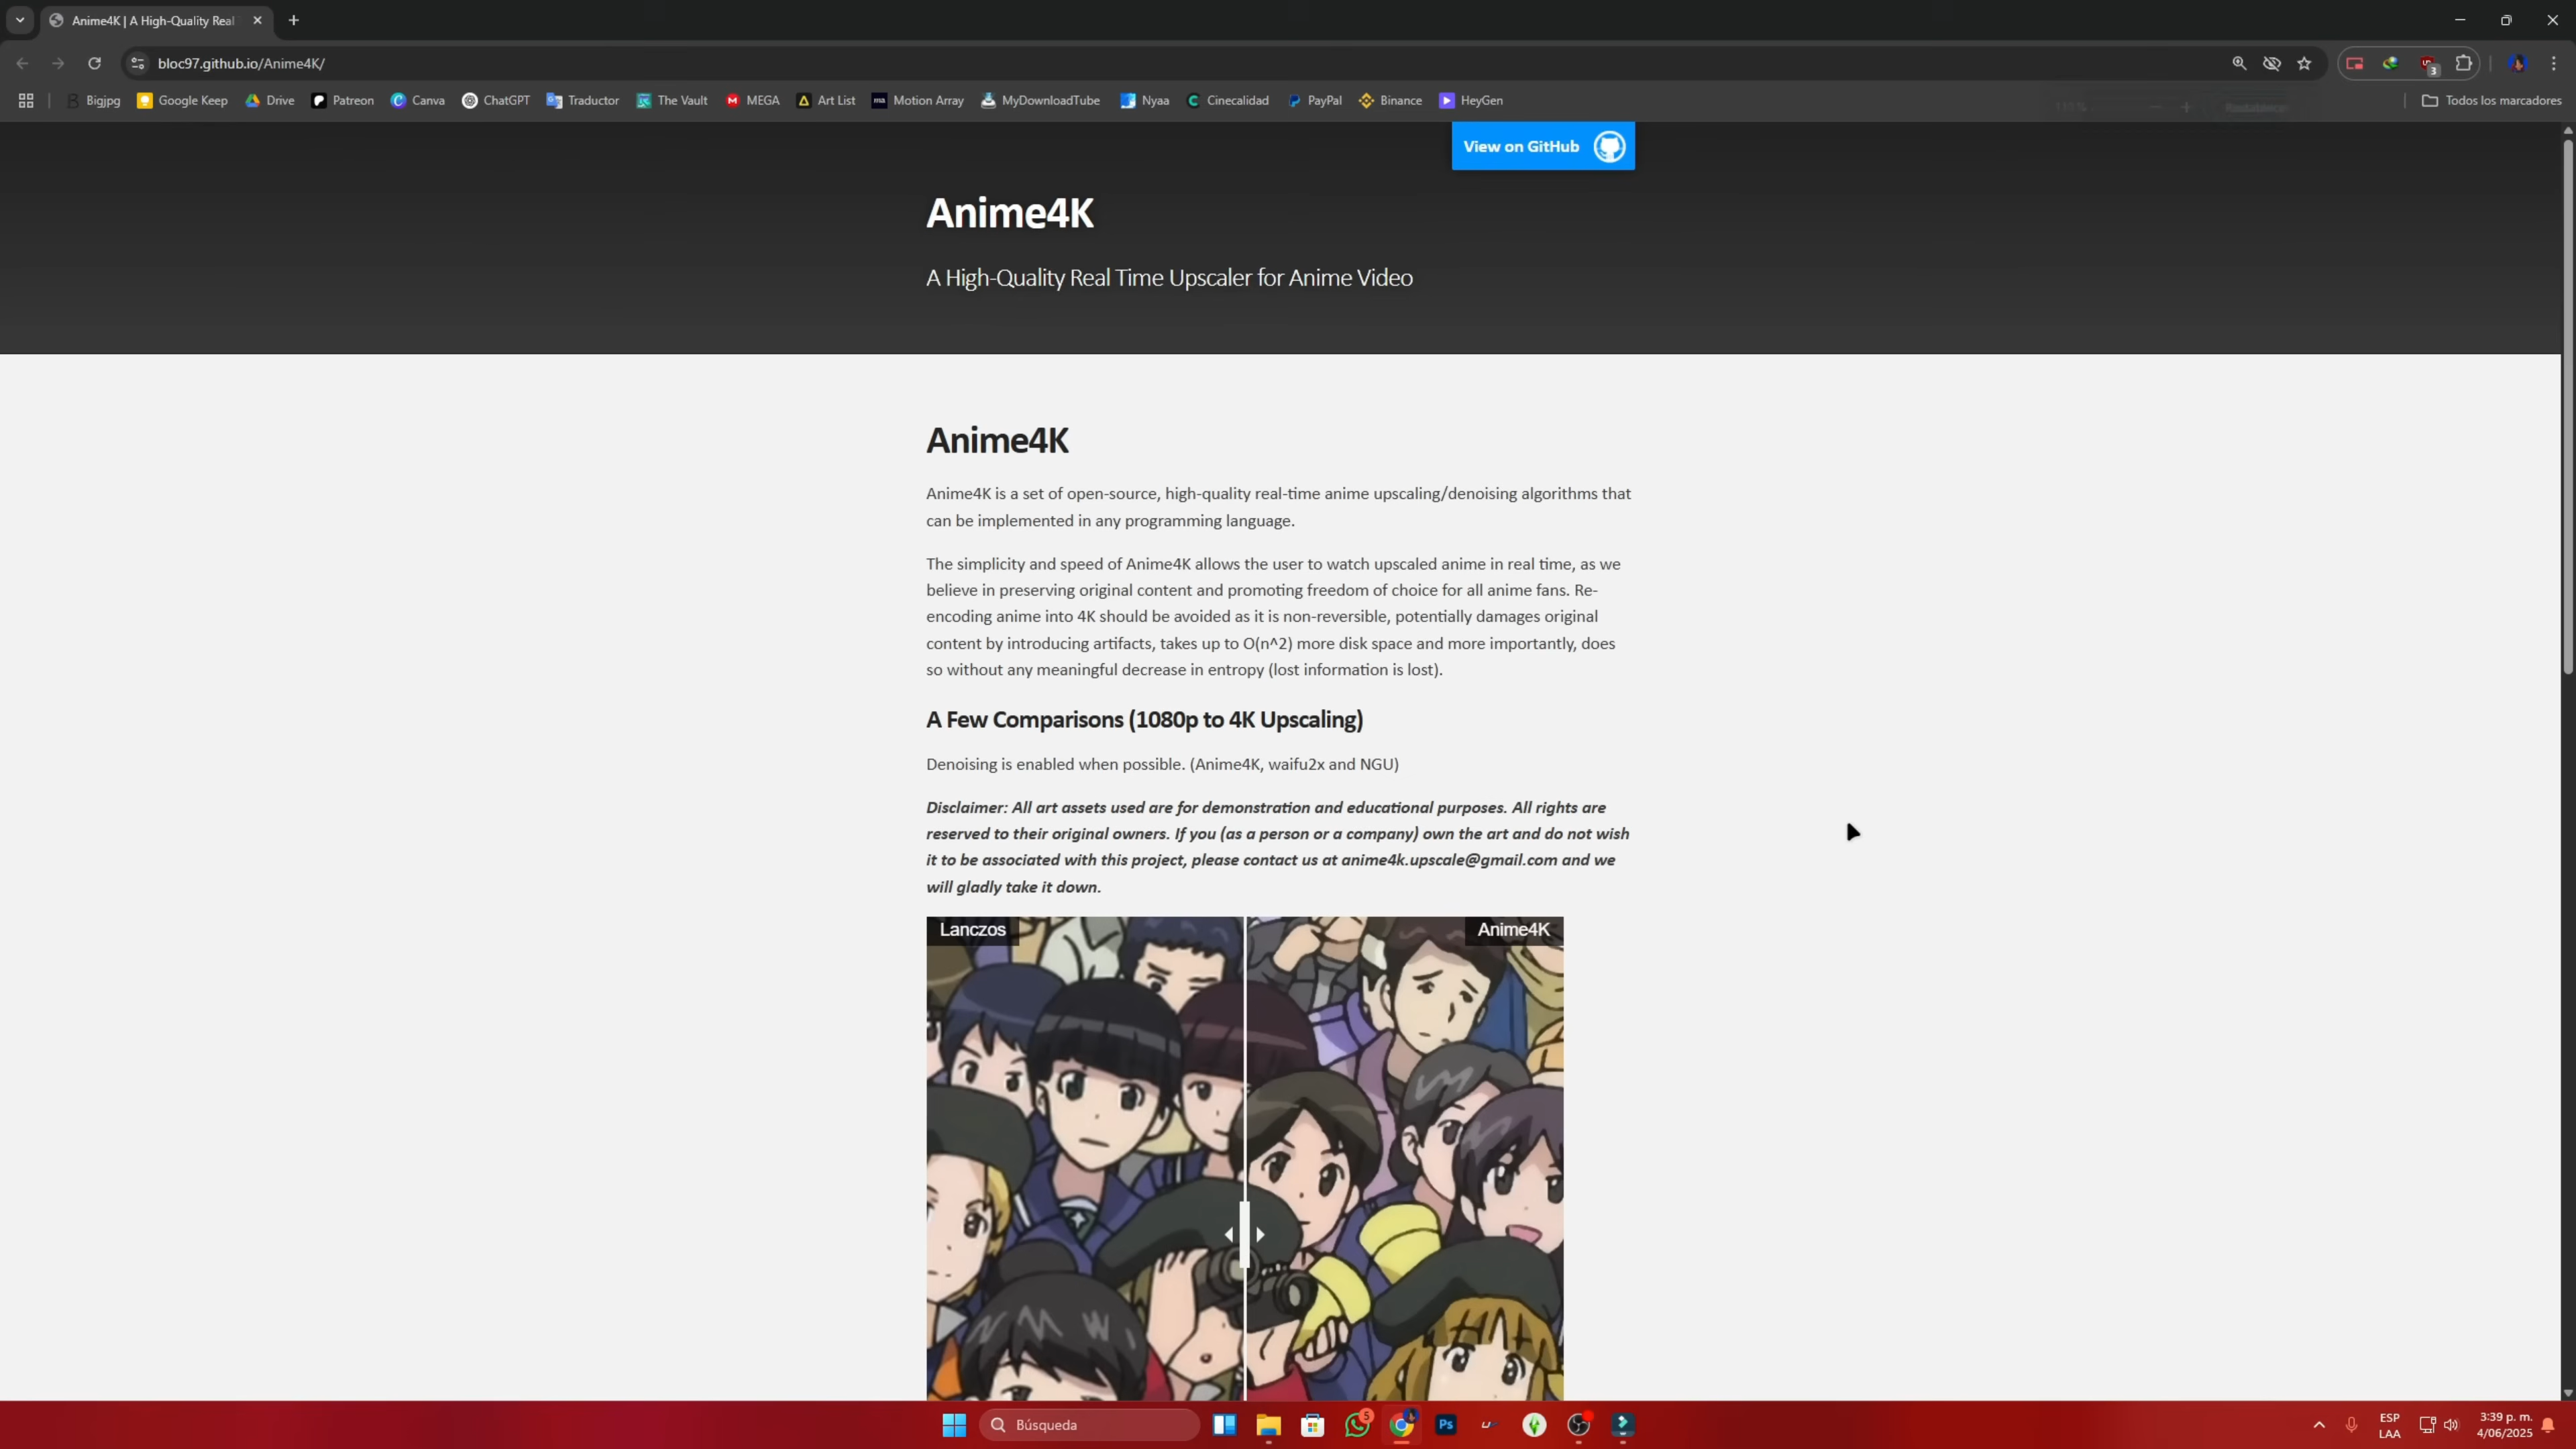 Anime4K | A High-Quality Real
bloc97.github.io/Anime4K/
3
Bigjpg Google Keep Drive Patreon Canva ChatGPT Traductor The Vault MEGA Art List Motion Array MyDownloadTube Nyaa Cinecalidad PayPal Binance HeyGen Todos los marcadores
View on GitHub
Anime4K
A High-Quality Real Time Upscaler for Anime Video
Anime4K
Anime4K is a set of open-source, high-quality real-time anime upscaling/denoising algorithms that
can be implemented in any programming language.
The simplicity and speed of Anime4K allows the user to watch upscaled anime in real time, as we
believe in preserving original content and promoting freedom of choice for all anime fans. Re-
encoding anime into 4K should be avoided as it is non-reversible, potentially damages original
content by introducing artifacts, takes up to O(n^2) more disk space and more importantly, does
so without any meaningful decrease in entropy (lost information is lost).
A Few Comparisons (1080p to 4K Upscaling)
Denoising is enabled when possible. (Anime4K, waifu2x and NGU)
Disclaimer: All art assets used are for demonstration and educational purposes. All rights are
reserved to their original owners. If you (as a person or a company) own the art and do not wish
it to be associated with this project, please contact us at anime4k.upscale@gmail.com and we
will gladly take it down.
Lanczos Anime4K
Búsqueda 5 Ps ESP 3:39 p. m.
LAA 4/06/2025